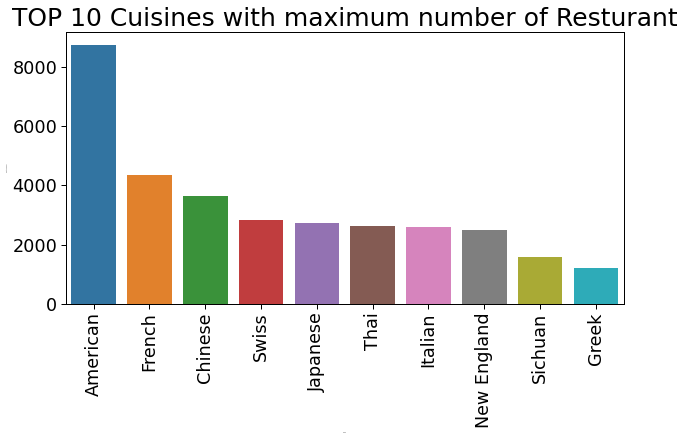 TOP 10 Cuisines with maximum number of Resturant
8000
6000
4000
2000
0
American
French
Chinese
Swiss
Japanese
Thai
Italian
New England
Sichuan
Greek